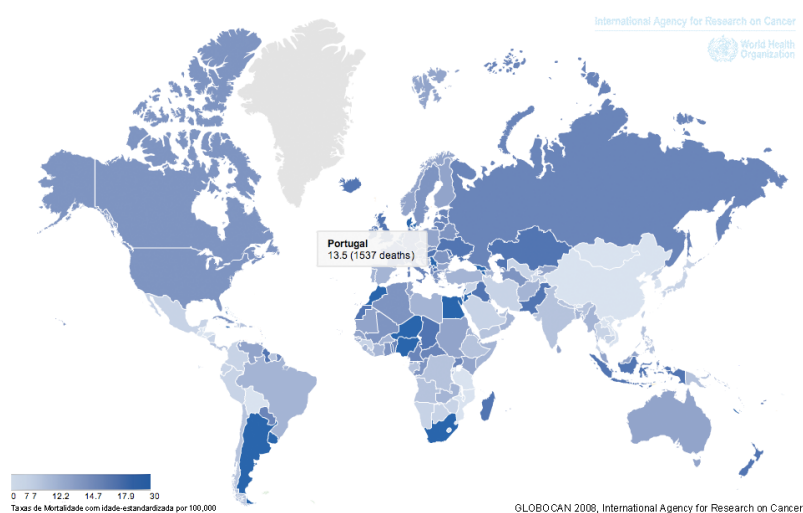 International Agency for Research on Cancer
World Health
Organization
Portugal
13.5 (1537 deaths)
0 7.7 12.2 14.7 17.9 30
Taxas de Mortalidade com idade-estandardizada por 100,000
GLOBOCAN 2008, International Agency for Research on Cancer